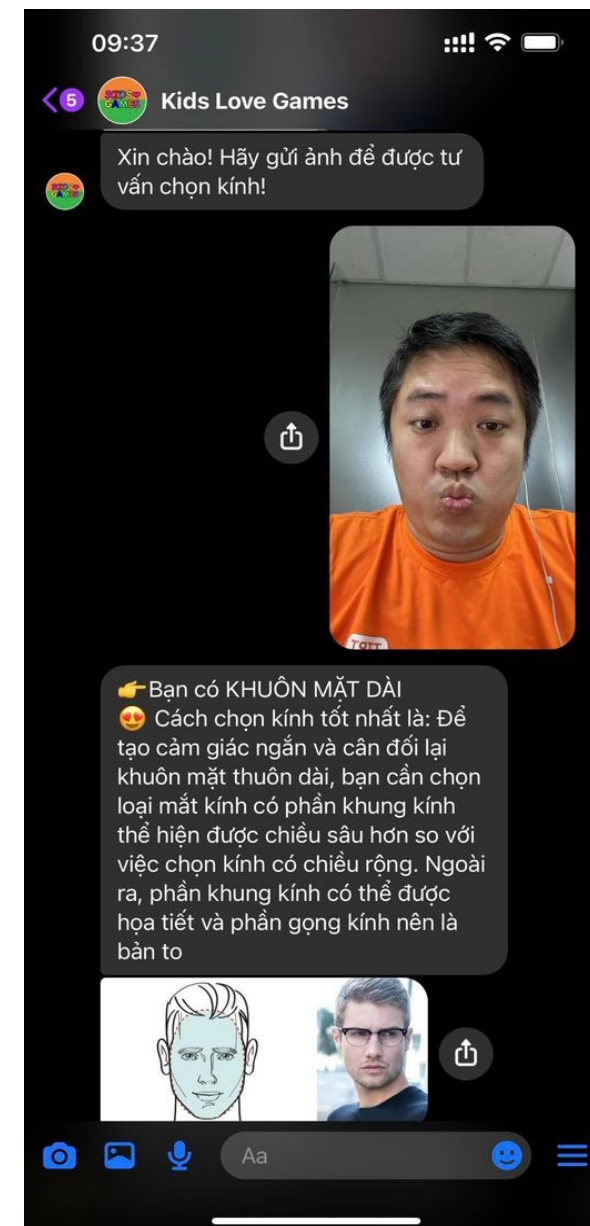 09:37
5
Kids Love Games
Xin chào! Hãy gửi ảnh để được tư
vấn chọn kính!
👉Bạn có KHUÔN MẶT DÀI
😍 Cách chọn kính tốt nhất là: Để
tạo cảm giác ngắn và cân đối lại
khuôn mặt thuôn dài, bạn cần chọn
loại mắt kính có phần khung kính
thể hiện được chiều sâu hơn so với
việc chọn kính có chiều rộng. Ngoài
ra, phần khung kính có thể được
họa tiết và phần gọng kính nên là
bản to
Aa